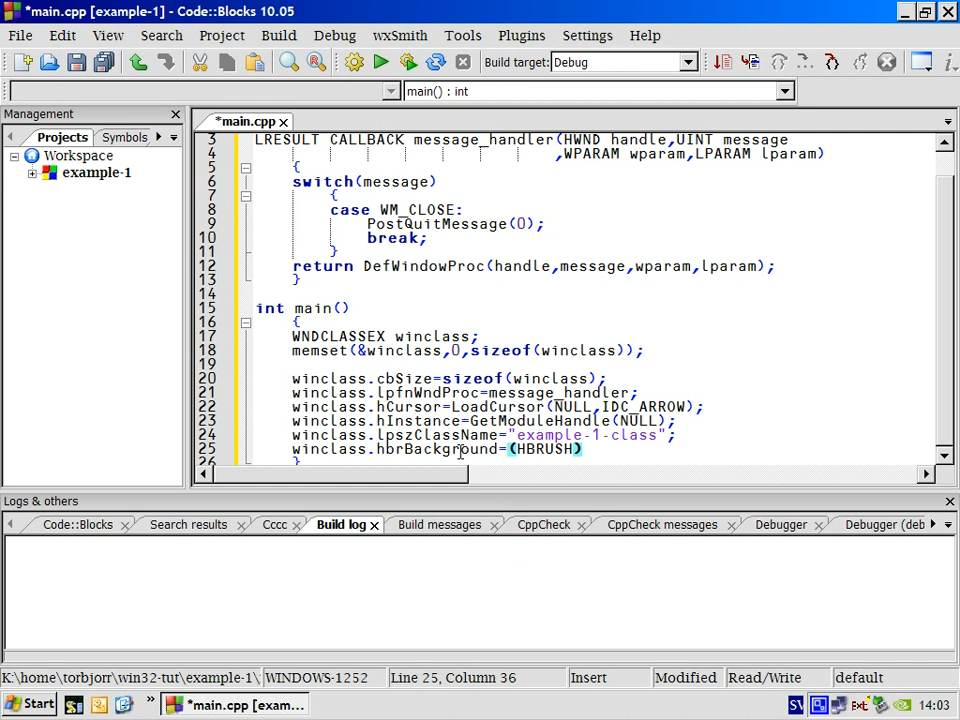 *main.cpp [example-1] - Code::Blocks 10.05
File Edit View Search Project Build Debug wxSmith Tools Plugins Settings Help
Build target: Debug
main() : int
Management
*main.cpp
Projects Symbols
Workspace
example-1
3 LRESULT CALLBACK message_handler(HWND handle,UINT message
4 ,WPARAM wparam,LPARAM lparam)
5 {
6 switch(message)
7 {
8 case WM_CLOSE:
9 PostQuitMessage(0);
10 break;
11 }
12 return DefWindowProc(handle,message,wparam,lparam);
13 }
14
15 int main()
16 {
17 WNDCLASSEX winclass;
18 memset(&winclass,0,sizeof(winclass));
19
20 winclass.cbSize=sizeof(winclass);
21 winclass.lpfnWndProc=message_handler;
22 winclass.hCursor=LoadCursor(NULL,IDC_ARROW);
23 winclass.hInstance=GetModuleHandle(NULL);
24 winclass.lpszClassName="example-1-class";
25 winclass.hbrBackground=(HBRUSH)
26 }
Logs & others
Code::Blocks Search results Cccc Build log Build messages CppCheck CppCheck messages Debugger Debugger (deb
K:\home\torbjorr\win32-tut\example-1\ WINDOWS-1252 Line 25, Column 36 Insert Modified Read/Write default
Start » *main.cpp [exam... SV Ext 14:03